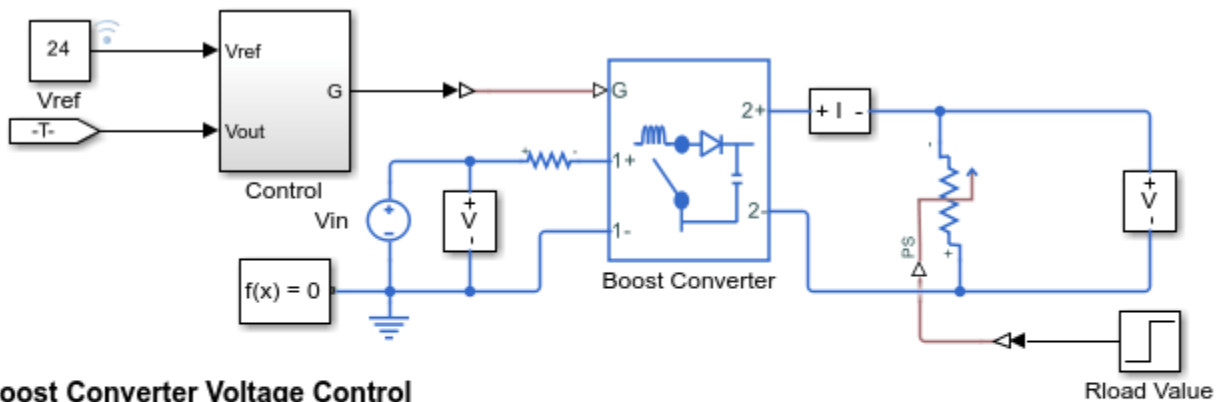 24
Vref
-T-
Vref
Vout
G
Control
Vin
+
-
+
V
-
f(x) = 0
+ -
G
1+
1-
2+
2-
Boost Converter
+ I -
-
+
PS
+
V
-
Rload Value
oost Converter Voltage Control